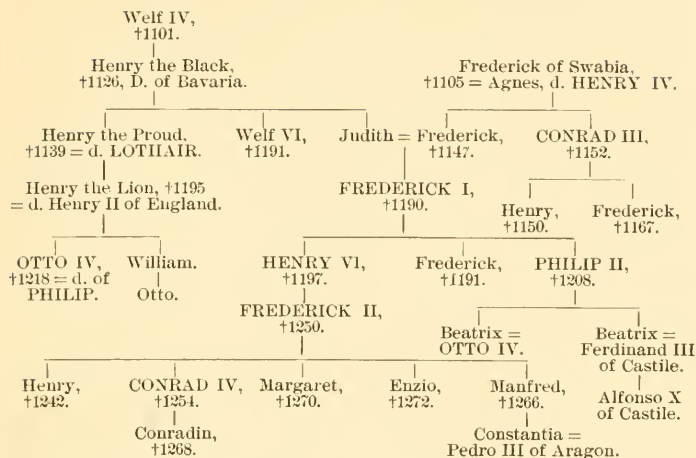 Welf IV,
†1101.
Henry the Black,
†1126, D. of Bavaria.
Frederick of Swabia,
†1105 = Agnes, d. HENRY IV.
Henry the Proud,
†1139 = d. LOTHAIR.
Welf VI,
†1191.
Judith = Frederick,
†1147.
CONRAD III,
†1152.
Henry the Lion, †1195
= d. Henry II of England.
FREDERICK I,
†1190.
Henry,
†1150.
Frederick,
†1167.
OTTO IV,
†1218 = d. of
PHILIP.
William.
Otto.
HENRY VI,
†1197.
Frederick,
†1191.
PHILIP II,
†1208.
FREDERICK II,
†1250.
Beatrix =
OTTO IV.
Beatrix =
Ferdinand III
of Castile.
Alfonso X
of Castile.
Henry,
†1242.
CONRAD IV,
†1254.
Margaret,
†1270.
Enzio,
†1272.
Manfred,
†1266.
Conradin,
†1268.
Constantia =
Pedro III of Aragon.